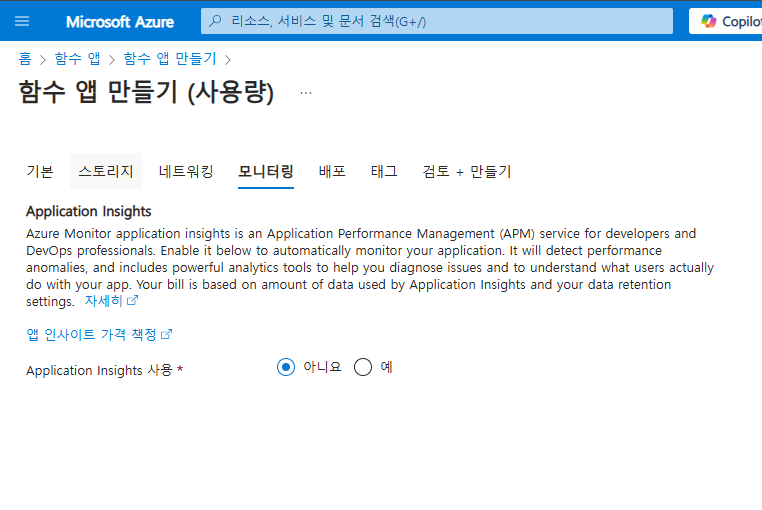 Microsoft Azure
리소스, 서비스 및 문서 검색(G+/)
Copilot
홈 > 함수 앱 > 함수 앱 만들기 >
함수 앱 만들기 (사용량) ...
기본 스토리지 네트워킹 모니터링 배포 태그 검토 + 만들기
Application Insights
Azure Monitor application insights is an Application Performance Management (APM) service for developers and
DevOps professionals. Enable it below to automatically monitor your application. It will detect performance
anomalies, and includes powerful analytics tools to help you diagnose issues and to understand what users actually
do with your app. Your bill is based on amount of data used by Application Insights and your data retention
settings. 자세히
앱 인사이트 가격 책정
Application Insights 사용 * 아니요 예